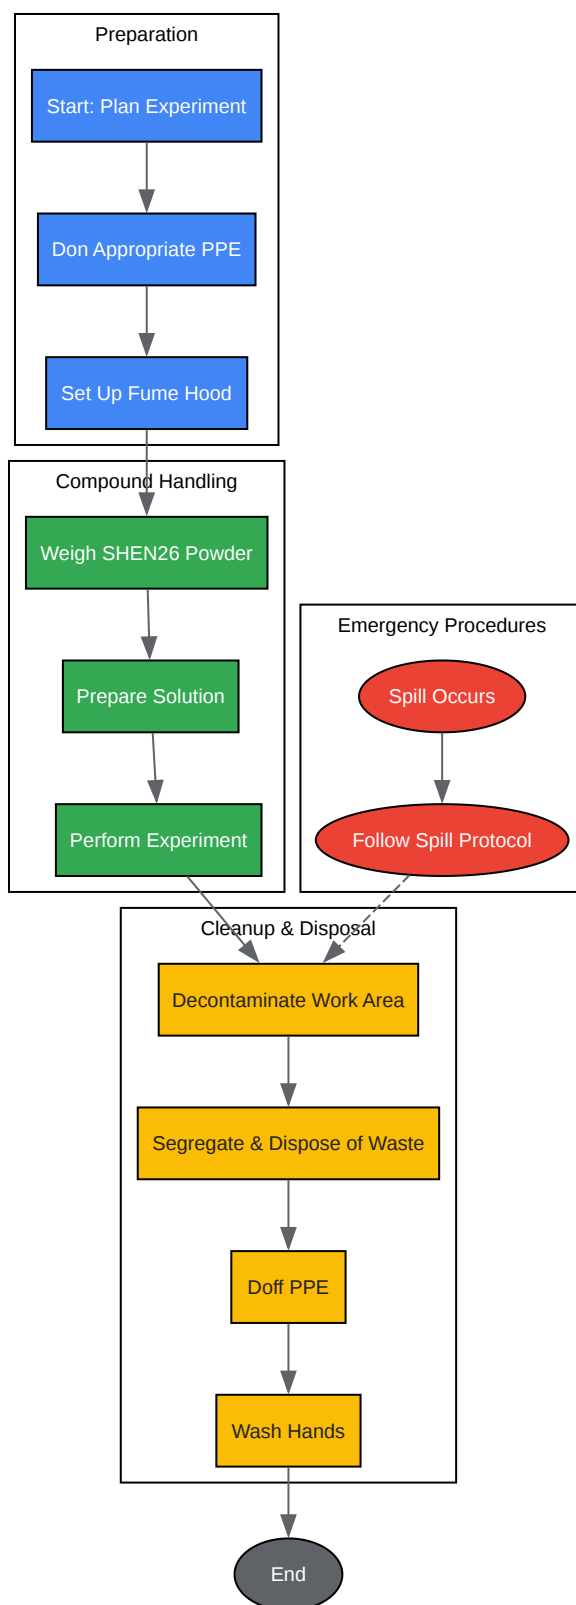 Preparation
Start: Plan Experiment
Don Appropriate PPE
Set Up Fume Hood
Compound Handling
Weigh SHEN26 Powder
Prepare Solution
Perform Experiment
Emergency Procedures
Spill Occurs
Follow Spill Protocol
Cleanup & Disposal
Decontaminate Work Area
Segregate & Dispose of Waste
Doff PPE
Wash Hands
End